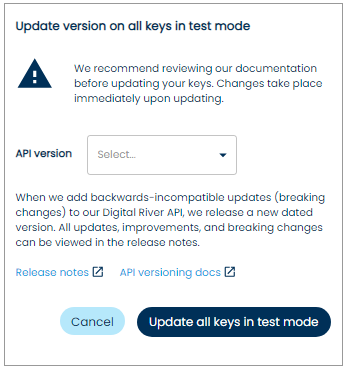 Update version on all keys in test mode
We recommend reviewing our documentation
before updating your keys. Changes take place
immediately upon updating.
API version
Select...
When we add backwards-incompatible updates (breaking
changes) to our Digital River API, we release a new dated
version. All updates, improvements, and breaking changes
can be viewed in the release notes.
Release notes API versioning docs
Cancel Update all keys in test mode